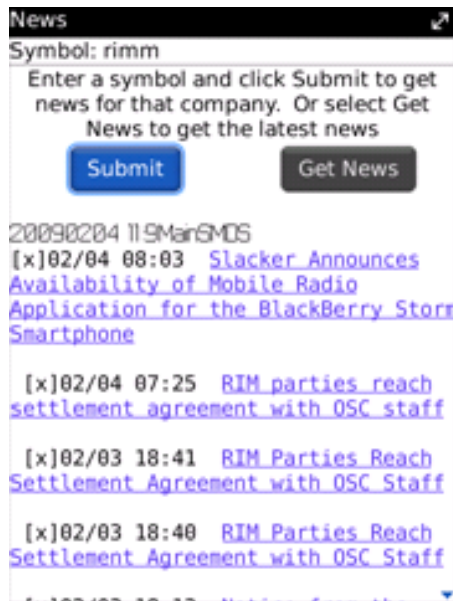 News
Symbol: rimm
Enter a symbol and click Submit to get
news for that company. Or select Get
News to get the latest news
Submit Get News
20090204 11:9MainSMDS
[x]02/04 08:03 Slacker Announces
Availability of Mobile Radio
Application for the BlackBerry Storm
Smartphone
[x]02/04 07:25 RIM parties reach
settlement agreement with OSC staff
[x]02/03 18:41 RIM Parties Reach
Settlement Agreement with OSC Staff
[x]02/03 18:40 RIM Parties Reach
Settlement Agreement with OSC Staff